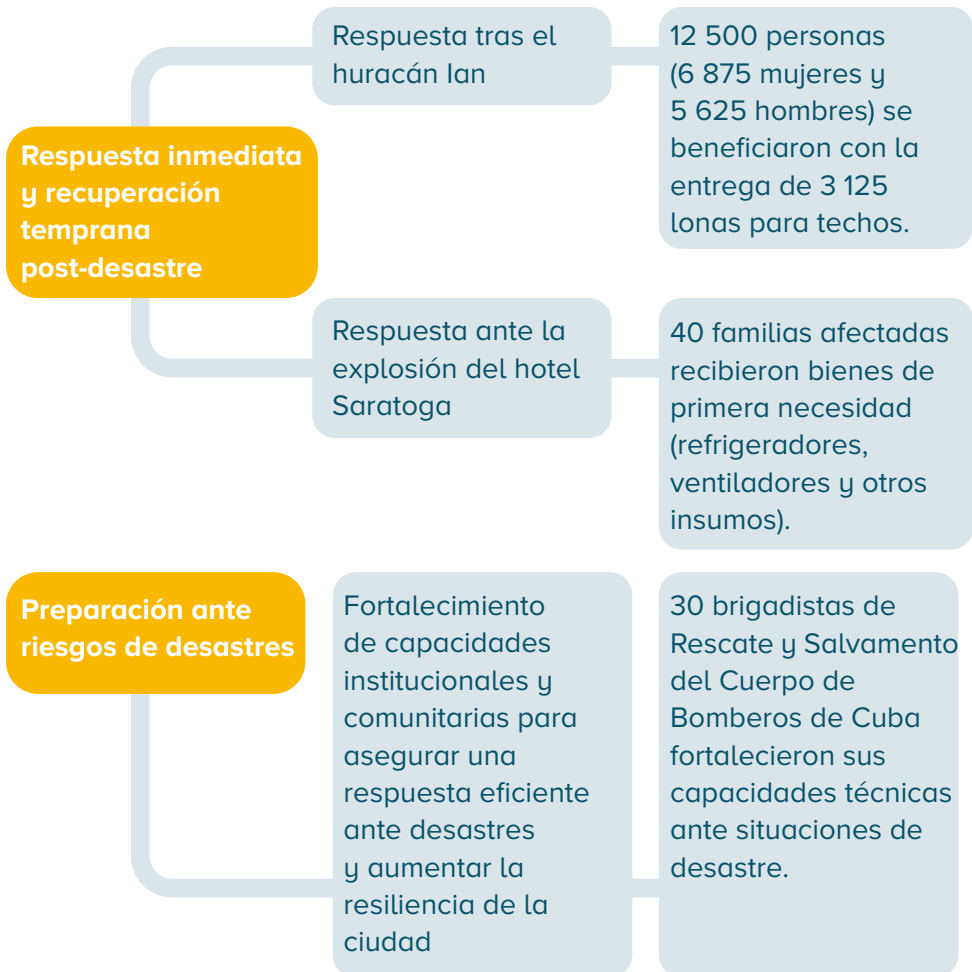 Respuesta inmediata
y recuperación
temprana
post-desastre
Respuesta tras el
huracán Ian
12 500 personas
(6 875 mujeres y
5 625 hombres) se
beneficiaron con la
entrega de 3 125
lonas para techos.
Respuesta ante la
explosión del hotel
Saratoga
40 familias afectadas
recibieron bienes de
primera necesidad
(refrigeradores,
ventiladores y otros
insumos).
Preparación ante
riesgos de desastres
Fortalecimiento
de capacidades
institucionales y
comunitarias para
asegurar una
respuesta eficiente
ante desastres
y aumentar la
resiliencia de la
ciudad
30 brigadistas de
Rescate y Salvamento
del Cuerpo de
Bomberos de Cuba
fortalecieron sus
capacidades técnicas
ante situaciones de
desastre.